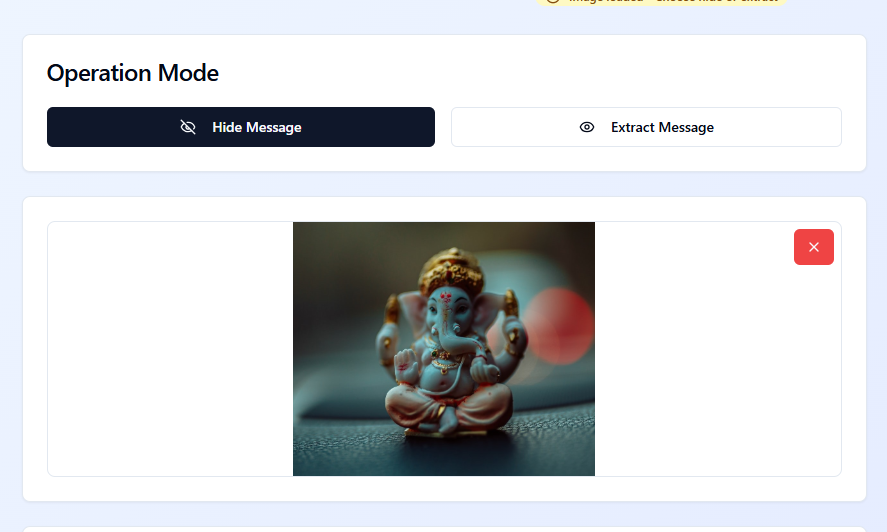 Operation Mode
Hide Message
Extract Message